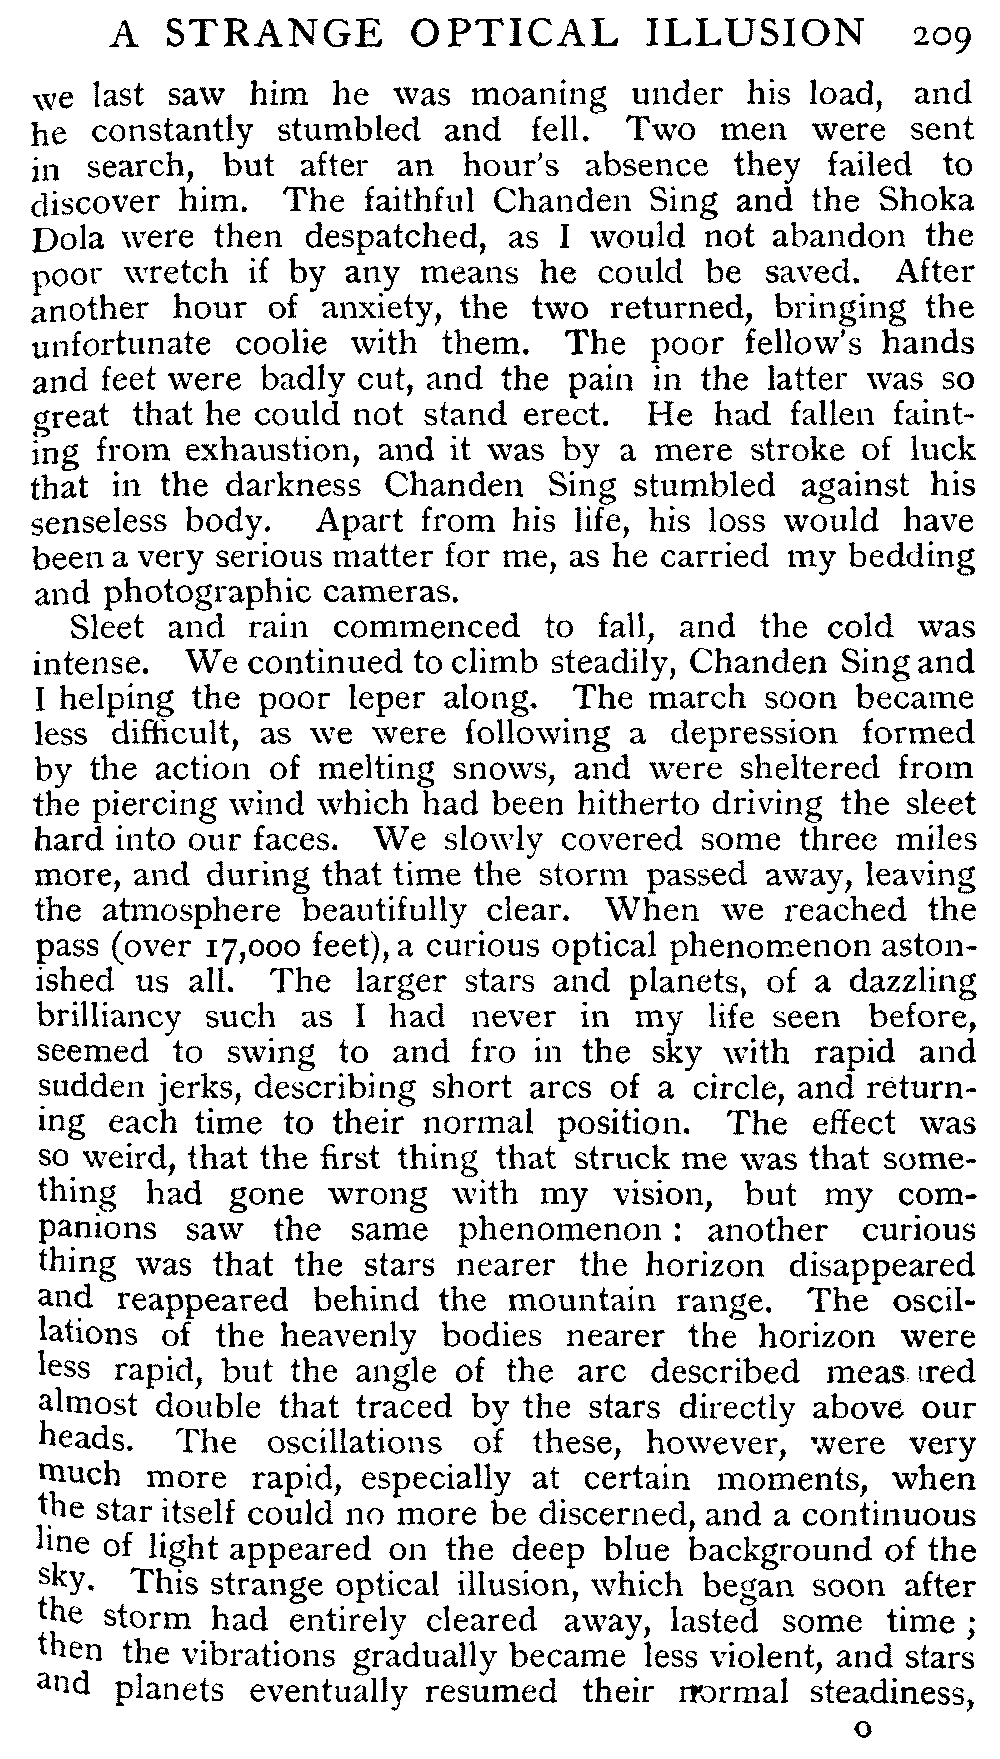 A STRANGE OPTICAL ILLUSION 209
we last saw him he was moaning under his load, and
he constantly stumbled and fell. Two men were sent
in search, but after an hour's absence they failed to
discover him. The faithful Chanden Sing and the Shoka
Dola were then despatched, as I would not abandon the
poor wretch if by any means he could be saved. After
another hour of anxiety, the two returned, bringing the
unfortunate coolie with them. The poor fellow's hands
and feet were badly cut, and the pain in the latter was so
great that he could not stand erect. He had fallen faint-
ing from exhaustion, and it was by a mere stroke of luck
that in the darkness Chanden Sing stumbled against his
senseless body. Apart from his life, his loss would have
been a very serious matter for me, as he carried my bedding
and photographic cameras.
Sleet and rain commenced to fall, and the cold was
intense. We continued to climb steadily, Chanden Sing and
I helping the poor leper along. The march soon became
less difficult, as we were following a depression formed
by the action of melting snows, and were sheltered from
the piercing wind which had been hitherto driving the sleet
hard into our faces. We slowly covered some three miles
more, and during that time the storm passed away, leaving
the atmosphere beautifully clear. When we reached the
pass (over 17,000 feet), a curious optical phenomenon aston-
ished us all. The larger stars and planets, of a dazzling
brilliancy such as I had never in my life seen before,
seemed to swing to and fro in the sky with rapid and
sudden jerks, describing short arcs of a circle, and return-
ing each time to their normal position. The effect was
so weird, that the first thing that struck me was that some-
thing had gone wrong with my vision, but my com-
panions saw the same phenomenon : another curious
thing was that the stars nearer the horizon disappeared
and reappeared behind the mountain range. The oscil-
lations of the heavenly bodies nearer the horizon were
less rapid, but the angle of the arc described measured
almost double that traced by the stars directly above our
heads. The oscillations of these, however, were very
much more rapid, especially at certain moments, when
the star itself could no more be discerned, and a continuous
line of light appeared on the deep blue background of the
sky. This strange optical illusion, which began soon after
the storm had entirely cleared away, lasted some time ;
then the vibrations gradually became less violent, and stars
and planets eventually resumed their normal steadiness,
O